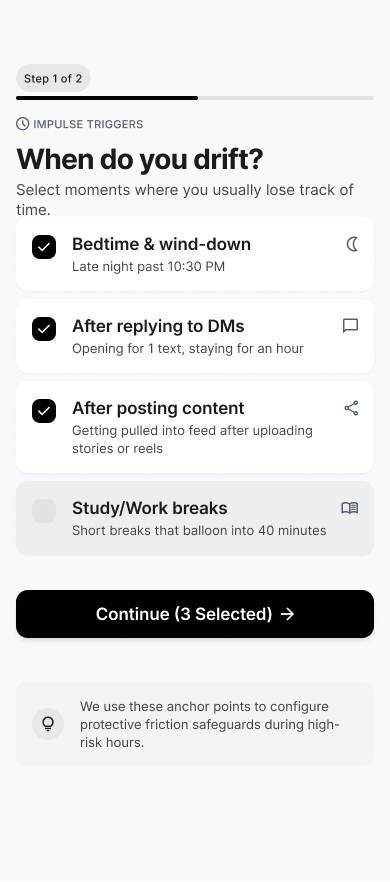 Step 1 of 2
IMPULSE TRIGGERS
When do you drift?
Select moments where you usually lose track of
time.
Bedtime & wind-down
Late night past 10:30 PM
After replying to DMs
Opening for 1 text, staying for an hour
After posting content
Getting pulled into feed after uploading
stories or reels
Study/Work breaks
Short breaks that balloon into 40 minutes
Continue (3 Selected) →
We use these anchor points to configure
protective friction safeguards during high-
risk hours.